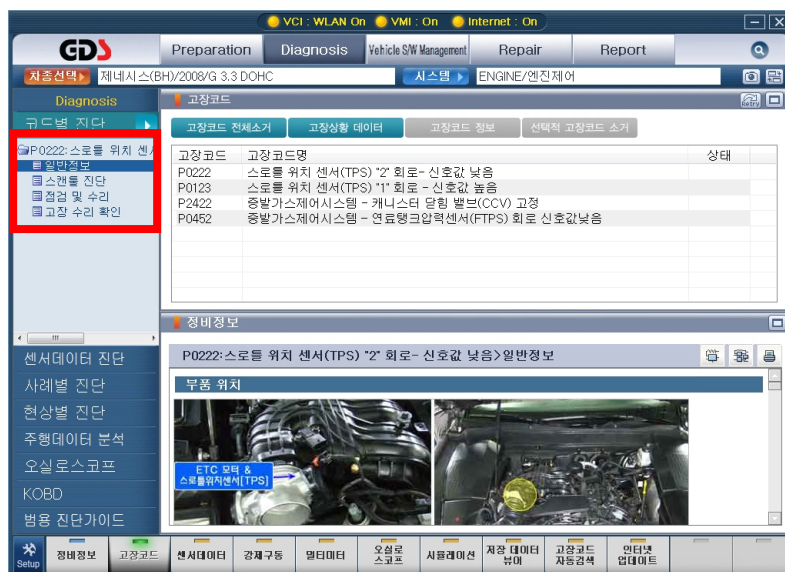 VCI : WLAN On VMI : On Internet : On
GDS Preparation Diagnosis Vehicle S/W Management Repair Report
차종선택 제네시스(BH)/2008/G 3.3 DOHC 시스템 ENGINE/엔진제어
Diagnosis
코드별 진단
P0222:스로틀 위치 센서
일반정보
스캔툴 진단
점검 및 수리
고장 수리 확인
센서데이터 진단
사례별 진단
현상별 진단
주행데이터 분석
오실로스코프
KOBD
범용 진단가이드
고장코드
Retry
고장코드 전체소거 고장상황 데이터 고장코드 정보 선택적 고장코드 소거
고장코드 고장코드명 상태
P0222 스로틀 위치 센서(TPS) "2" 회로- 신호값 낮음
P0123 스로틀 위치 센서(TPS) "1" 회로 - 신호값 높음
P2422 증발가스제어시스템 - 캐니스터 닫힘 밸브(CCV) 고정
P0452 증발가스제어시스템 - 연료탱크압력센서(FTPS) 회로 신호값낮음
정비정보
P0222:스로틀 위치 센서(TPS) "2" 회로- 신호값 낮음>일반정보
부품 위치
ETC 모터 &
스로틀위치센서[TPS]
Setup 정비정보 고장코드 센서데이터 강제구동 멀티미터 오실로스코프 시뮬레이션 저장 데이터 뷰어 고장코드 자동검색 인터넷 업데이트